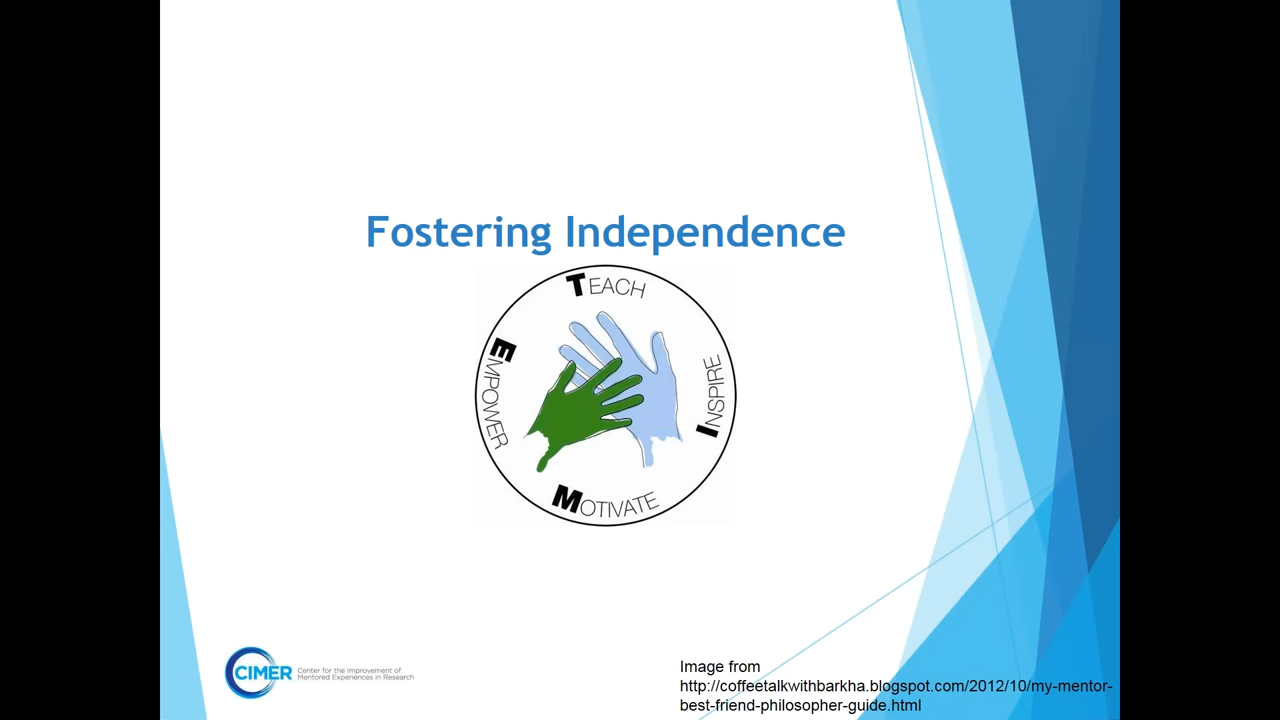 Fostering Independence
TEACH
EMPOWER
INSPIRE
MOTIVATE
CIMER
Center for the Improvement of
Mentored Experiences in Research
Image from
http://coffeetalkwithbarkha.blogspot.com/2012/10/my-mentor-
best-friend-philosopher-guide.html